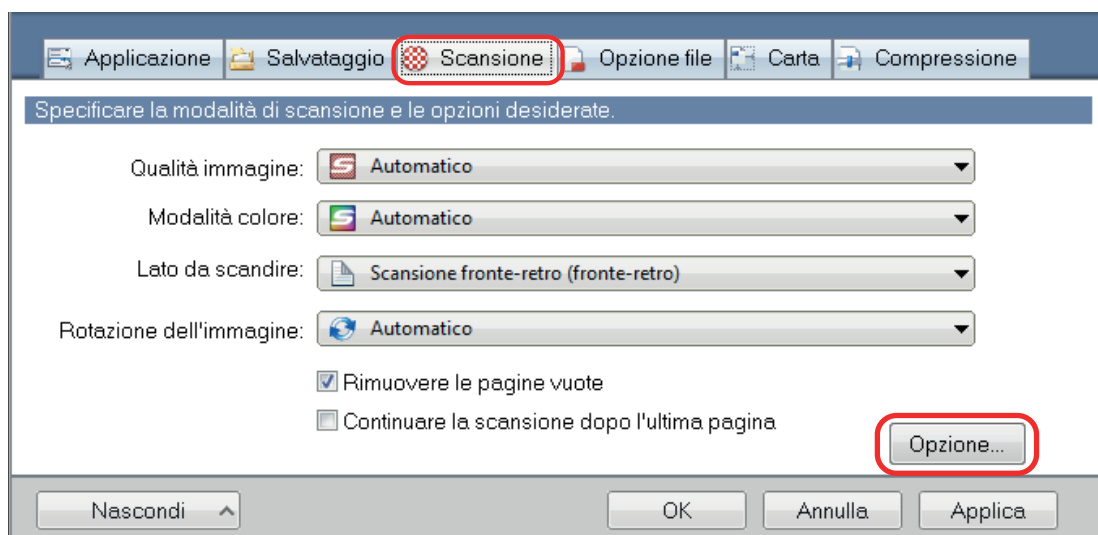 Applicazione Salvataggio Scansione Opzione file Carta Compressione
Specificare la modalità di scansione e le opzioni desiderate.
Qualità immagine: Automatico
Modalità colore: Automatico
Lato da scandire: Scansione fronte-retro (fronte-retro)
Rotazione dell'immagine: Automatico
Rimuovere le pagine vuote
Continuare la scansione dopo l'ultima pagina
Opzione...
Nascondi OK Annulla Applica